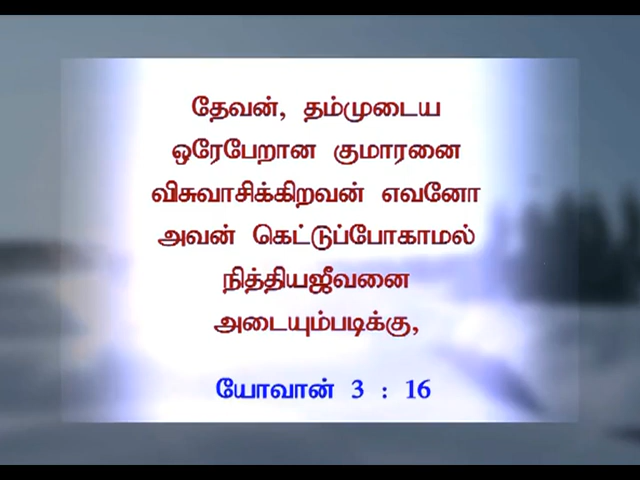 தேவன், தம்முடைய
ஒரேபேறான குமாரனை
விசுவாசிக்கிறவன் எவனோ
அவன் கெட்டுப்போகாமல்
நித்தியஜீவனை
அடையும்படிக்கு,
யோவான் 3 : 16